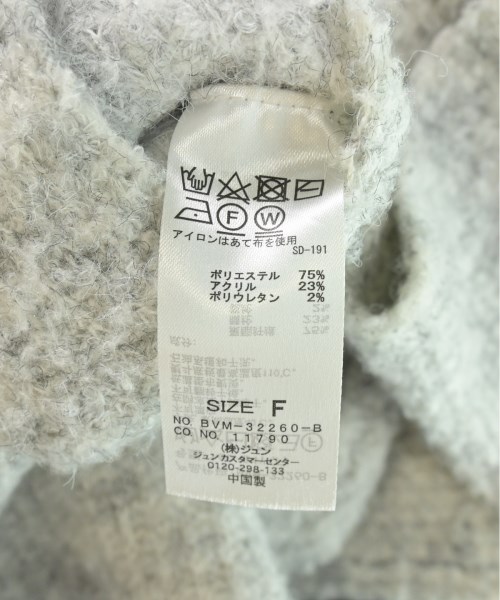 F W
アイロンはあて布を使用
SD-191
ポリエステル 75%
アクリル 23%
ポリウレタン 2%
SIZE F
NO. BVM-32260-B
CO. NO. 11790
(株)ジュン
ジュンカスタマーセンター
0120-298-133
中国製